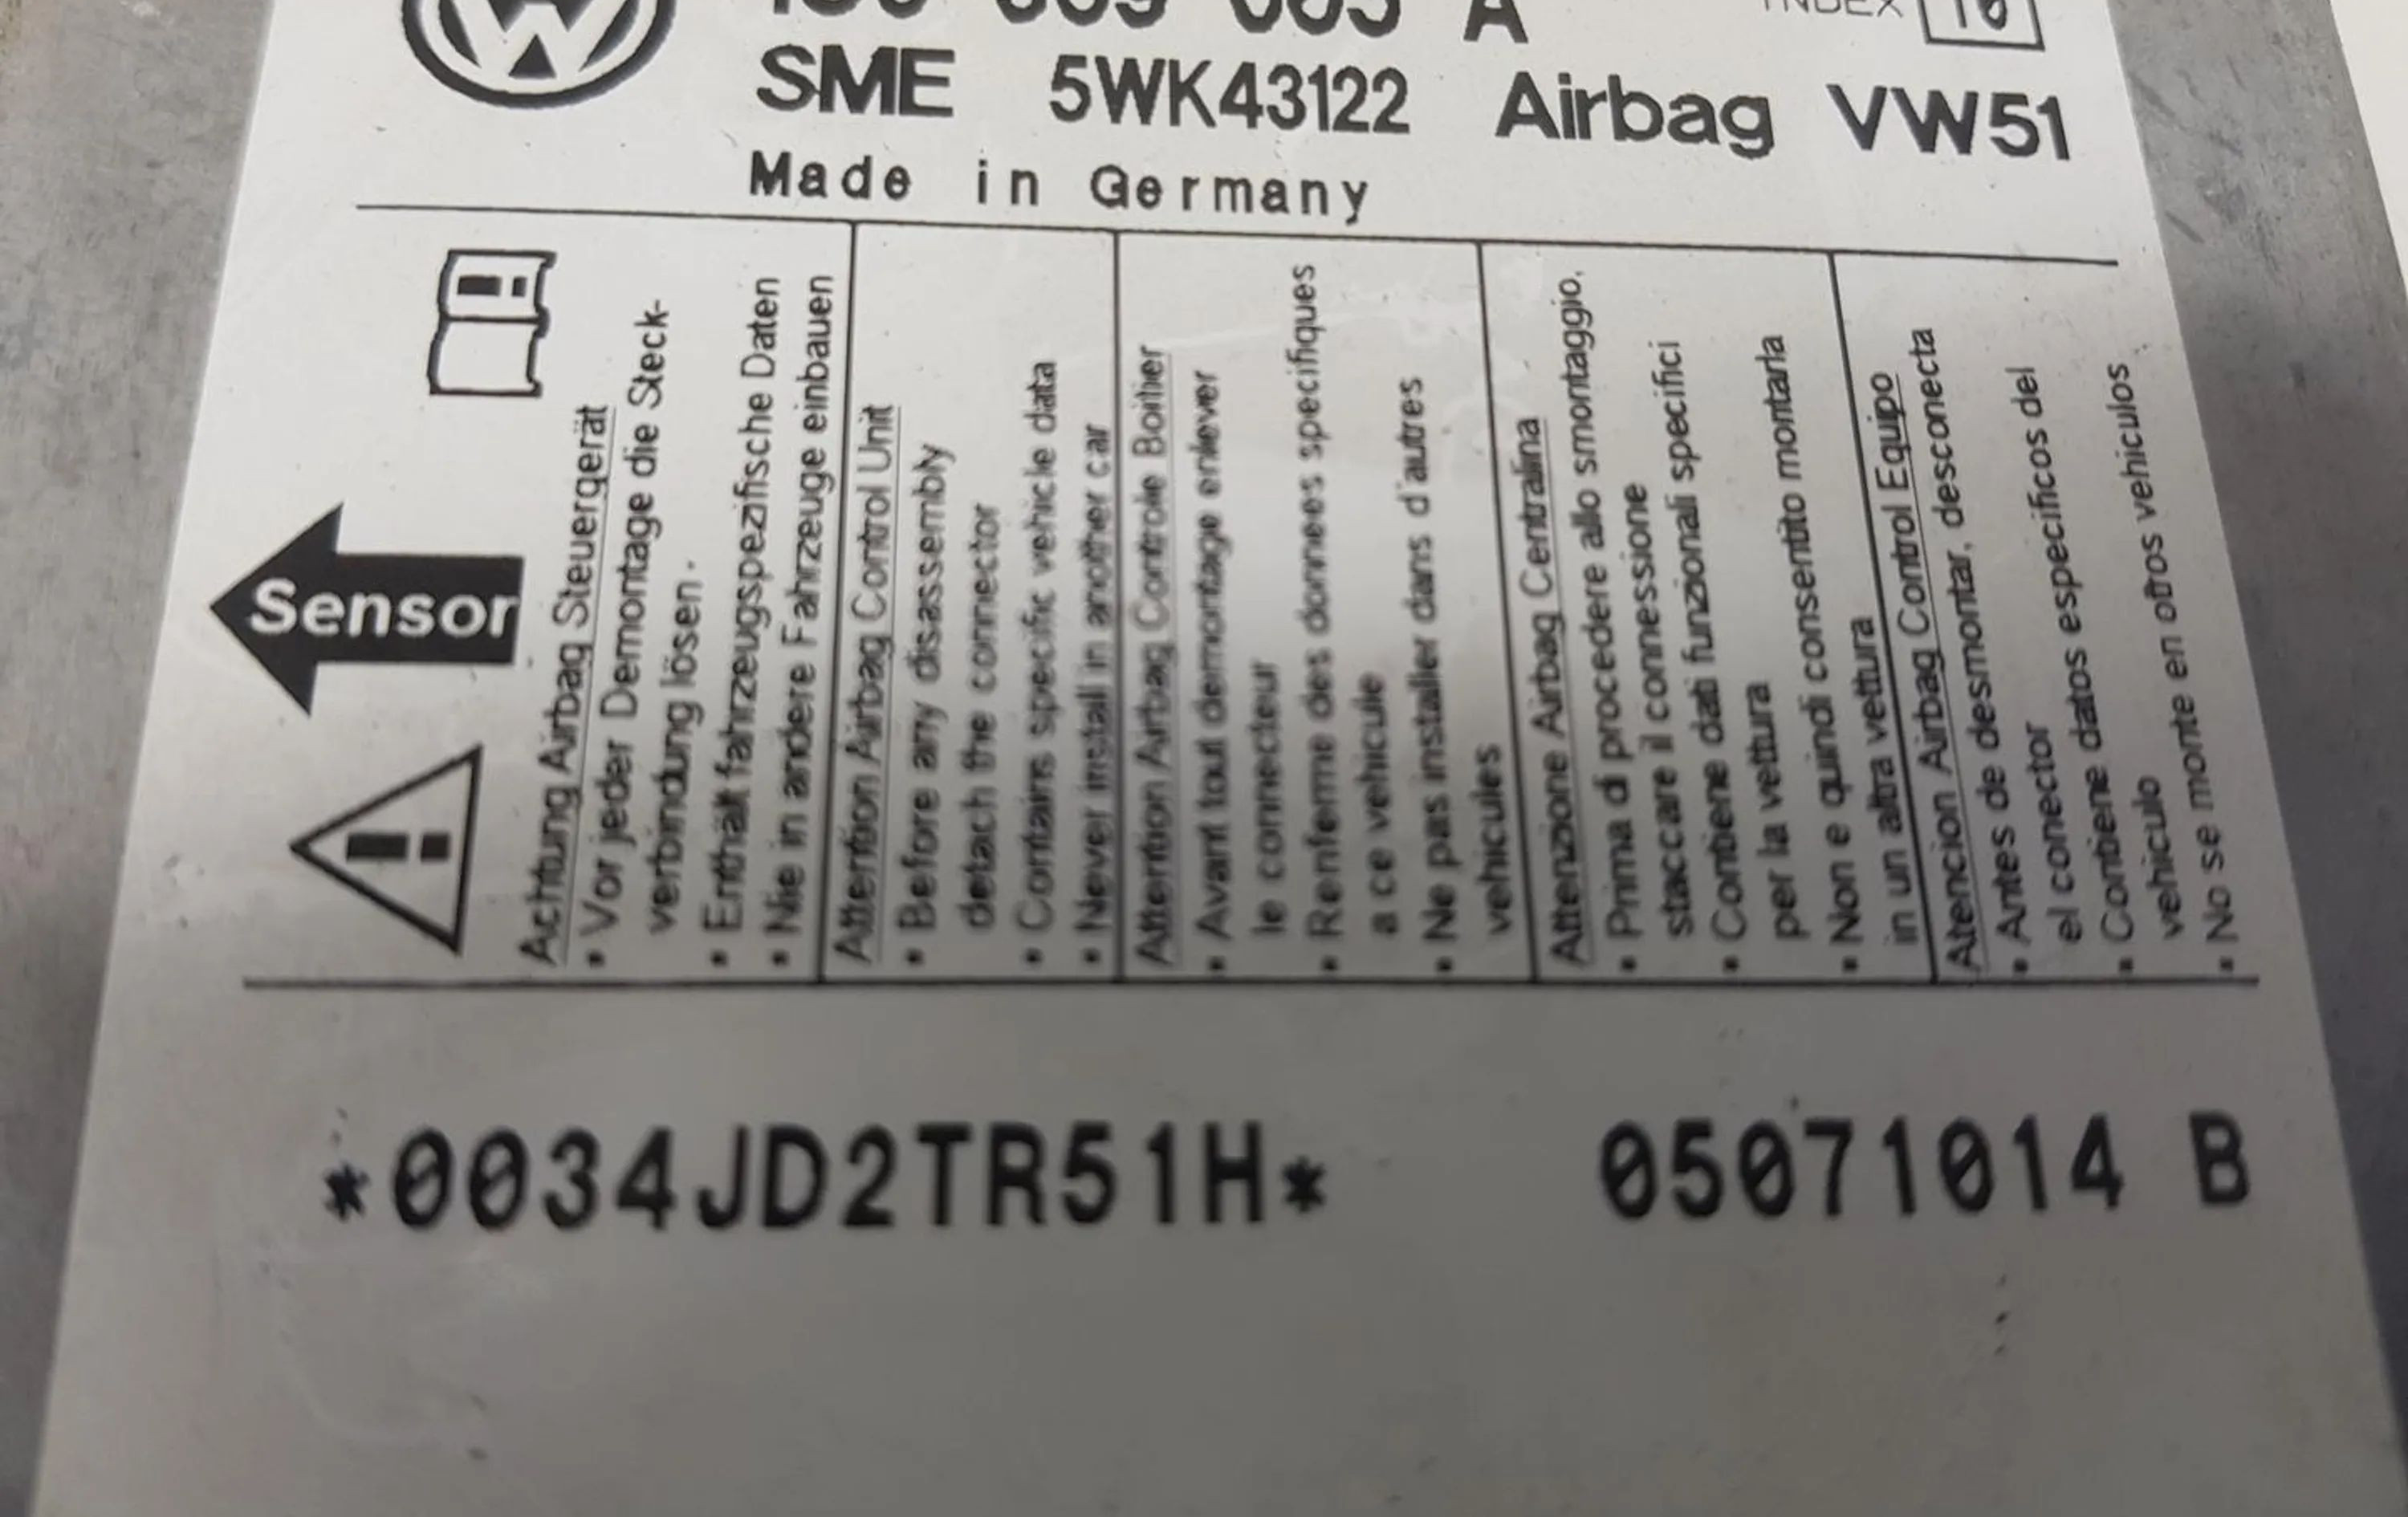 A
INDEX 10
SME 5WK43122 Airbag VW51
Made in Germany
Sensor
Achtung Airbag Steuergerät
• Vor jeder Demontage die Steck-
verbindung lösen.
• Enthält fahrzeugspezifische Daten
• Nie in andere Fahrzeuge einbauen
Attention Airbag Control Unit
• Before any disassembly
detach the connector
• Contains specific vehicle data
• Never install in another car
Attention Airbag Controle Boitier
• Avant tout demontage enlever
le connecteur
• Renferme des donnees specifiques
a ce vehicule
• Ne pas installer dans d'autres
vehicules
Attenzione Airbag Centralina
• Prima di procedere allo smontaggio,
staccare il connessione
• Contiene dati funzionali specifici
per la vettura
• Non e quindi consentito montarla
in un altra vettura
Atencion Airbag Control Equipo
• Antes de desmontar, desconecta
el conector
• Contiene datos especificos del
vehiculo
• No se monte en otros vehiculos
*0034JD2TR51H* 05071014 B